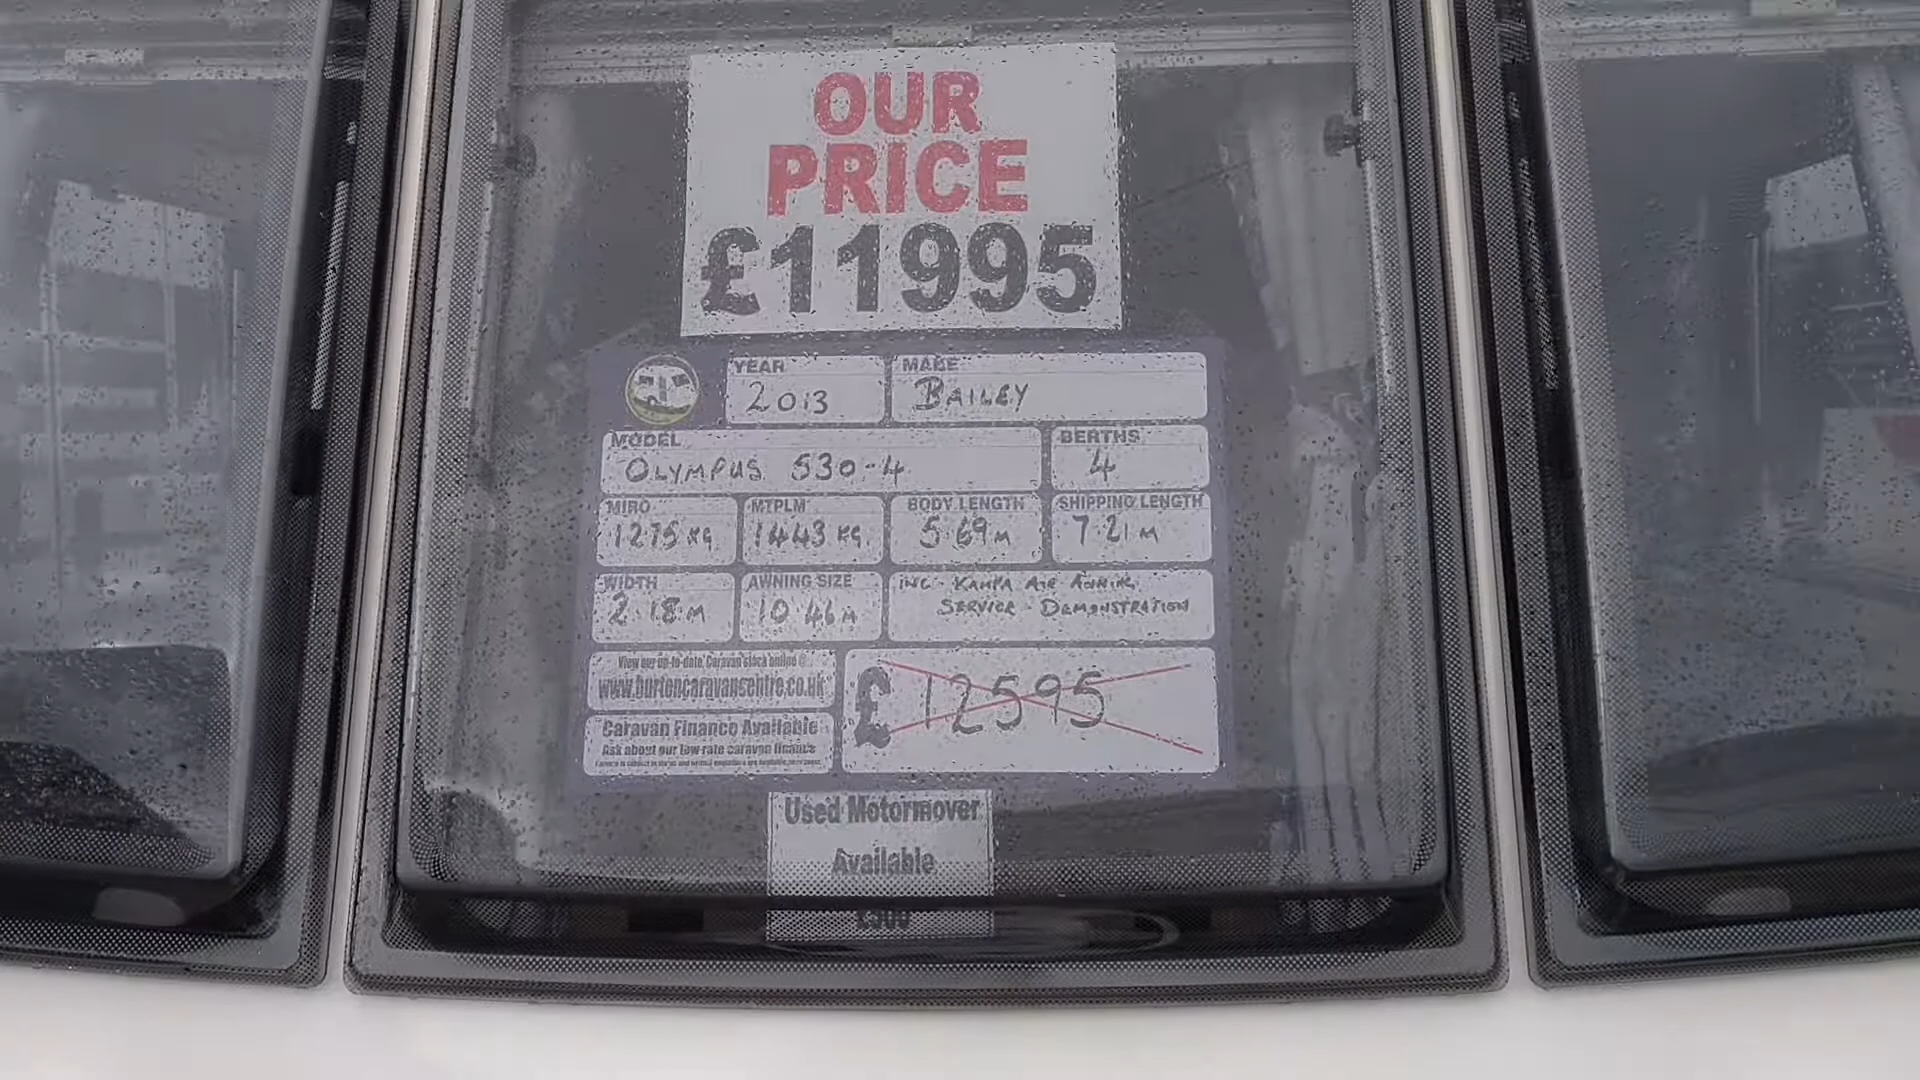 OUR
PRICE
£11995
YEAR
2013
MAKE
BAILEY
MODEL
OLYMPUS 530-4
BERTHS
4
MIRO
1275 KG
MTPLM
1443 KG.
BODY LENGTH
5.69M
SHIPPING LENGTH
7.21M
WIDTH
2.18M
AWNING SIZE
10.46M
INC - KAMPA AIR AWNING
SERVICE - DEMONSTRATION
View our up-to-date, Caravan stock online @
www.burtoncaravancentre.co.uk
Caravan Finance Available
Ask about our low-rate caravan finance
£ 12595
Used Motormover
Available
£500